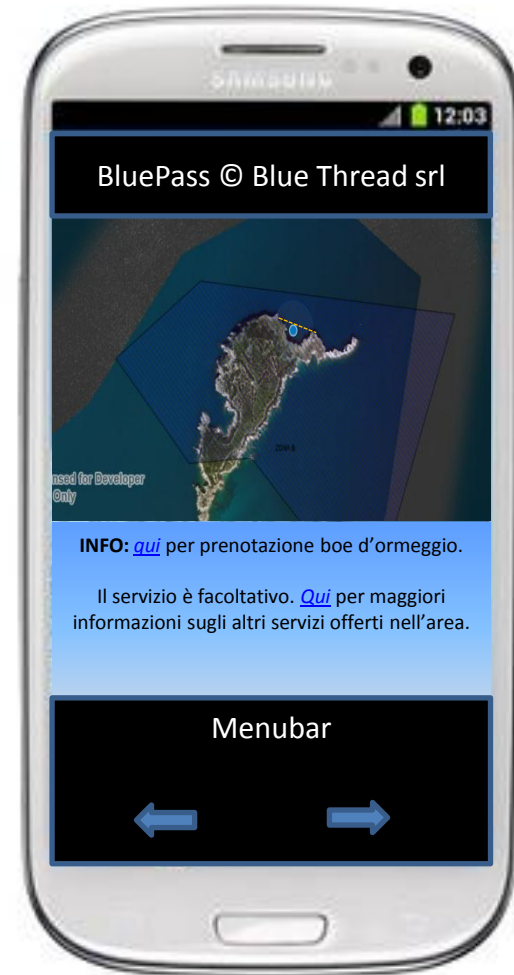 SAMSUNG
12:03
BluePass © Blue Thread srl
nsed for Developer
Only
INFO: qui per prenotazione boe d’ormeggio.
Il servizio è facoltativo. Qui per maggiori
informazioni sugli altri servizi offerti nell’area.
Menubar